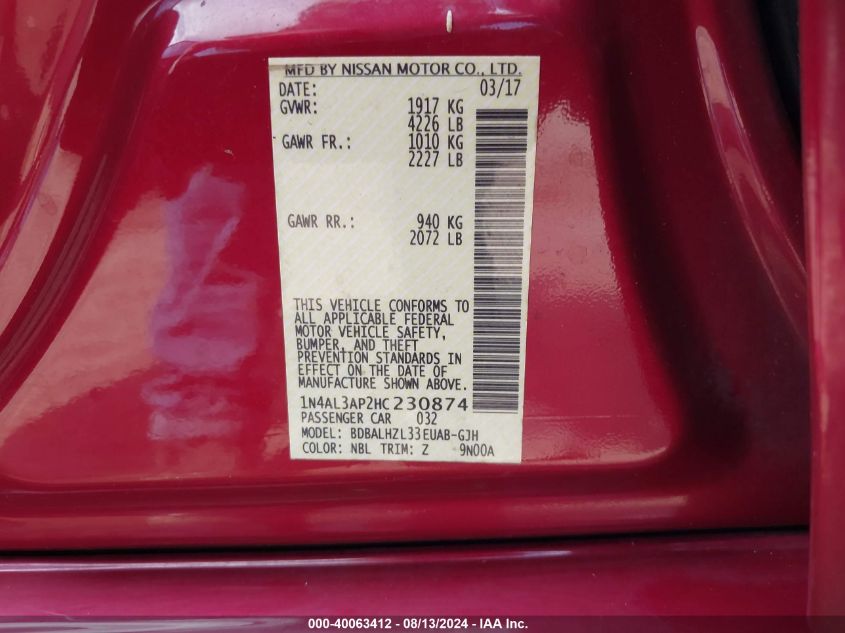 MFD BY NISSAN MOTOR CO., LTD.
DATE: 03/17
GVWR: 1917 KG
4226 LB
GAWR FR.: 1010 KG
2227 LB
GAWR RR.: 940 KG
2072 LB
THIS VEHICLE CONFORMS TO
ALL APPLICABLE FEDERAL
MOTOR VEHICLE SAFETY,
BUMPER, AND THEFT
PREVENTION STANDARDS IN
EFFECT ON THE DATE OF
MANUFACTURE SHOWN ABOVE.
1N4AL3AP2HC230874
PASSENGER CAR 032
MODEL: BDBALHZL33EUAB-GJH
COLOR: NBL TRIM: Z 9N00A
000-40063412 - 08/13/2024 - IAA Inc.